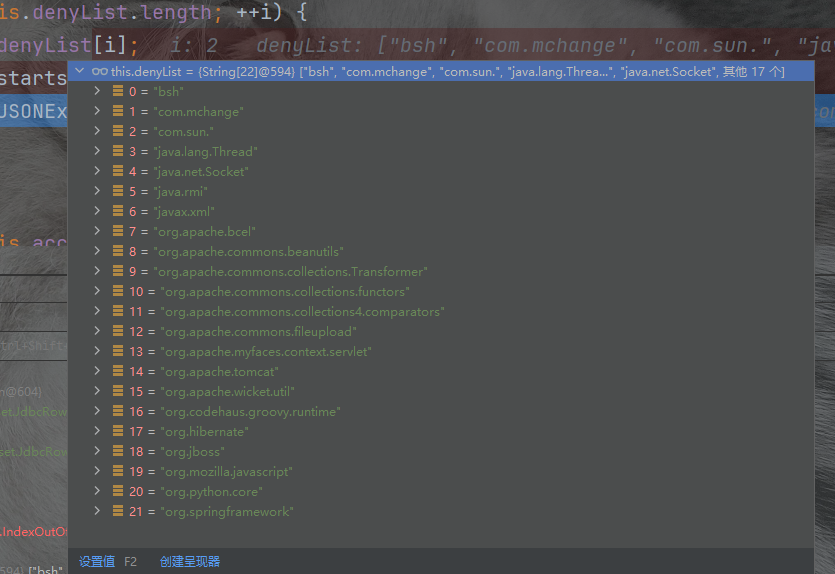 is.denyList.length; ++i) {
denyList[i];  i: 2  denyList: ["bsh", "com.mchange", "com.sun.", "jav
starts
this.denyList = {String[22]@594} ["bsh", "com.mchange", "com.sun.", "java.lang.Threa...", "java.net.Socket", 其他 17 个]
JSONEx
0 = "bsh"
1 = "com.mchange"
2 = "com.sun."
3 = "java.lang.Thread"
4 = "java.net.Socket"
5 = "java.rmi"
6 = "javax.xml"
7 = "org.apache.bcel"
is.acc
8 = "org.apache.commons.beanutils"
9 = "org.apache.commons.collections.Transformer"
10 = "org.apache.commons.collections.functors"
11 = "org.apache.commons.collections4.comparators"
12 = "org.apache.commons.fileupload"
13 = "org.apache.myfaces.context.servlet"
14 = "org.apache.tomcat"
15 = "org.apache.wicket.util"
@604)
16 = "org.codehaus.groovy.runtime"
et.JdbcRow
17 = "org.hibernate"
18 = "org.jboss"
set.JdbcRow
19 = "org.mozilla.javascript"
20 = "org.python.core"
21 = "org.springframework"
.IndexOutOf
设置值 F2 创建呈现器
594} ["bsh"